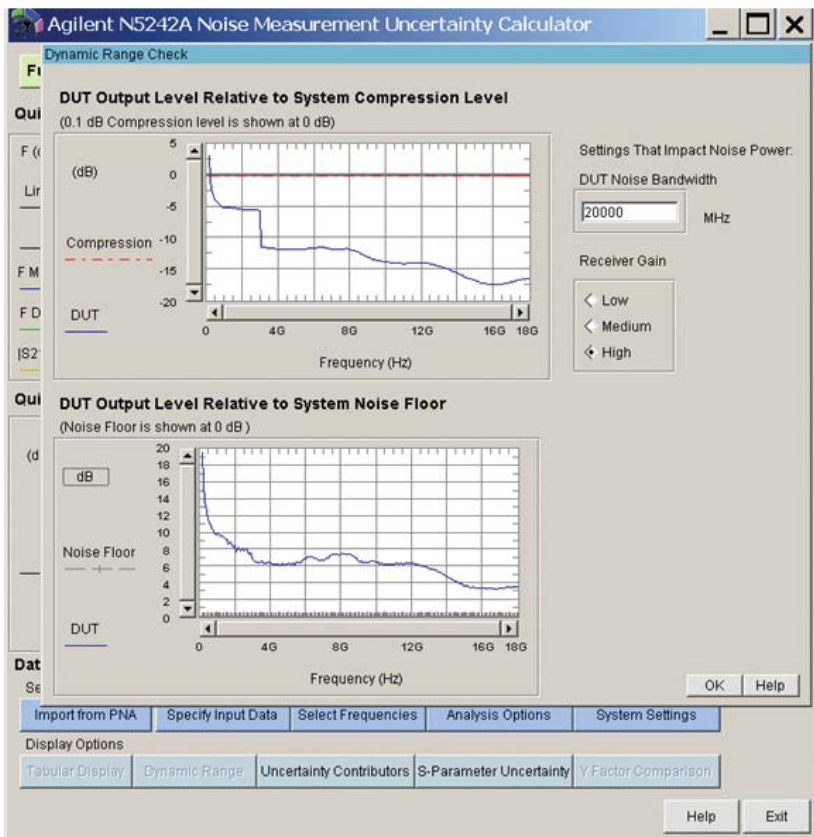 Agilent N5242A Noise Measurement Uncertainty Calculator
Dynamic Range Check
DUT Output Level Relative to System Compression Level
(0.1 dB Compression level is shown at 0 dB)
(dB)
Compression
DUT
5
0
-5
-10
-15
-20
0 4G 8G 12G 16G 18G
Frequency (Hz)
Settings That Impact Noise Power:
DUT Noise Bandwidth
20000 MHz
Receiver Gain
Low
Medium
High
DUT Output Level Relative to System Noise Floor
(Noise Floor is shown at 0 dB )
dB
Noise Floor
DUT
20
18
16
14
12
10
8
6
4
2
0
0 4G 8G 12G 16G 18G
Frequency (Hz)
OK Help
Qui
Lir
F M
F D
|S2
Qui
(d
Dat
Se
Import from PNA Specify Input Data Select Frequencies Analysis Options System Settings
Display Options
Tabular Display Dynamic Range Uncertainty Contributors S-Parameter Uncertainty Y Factor Comparison
Help Exit